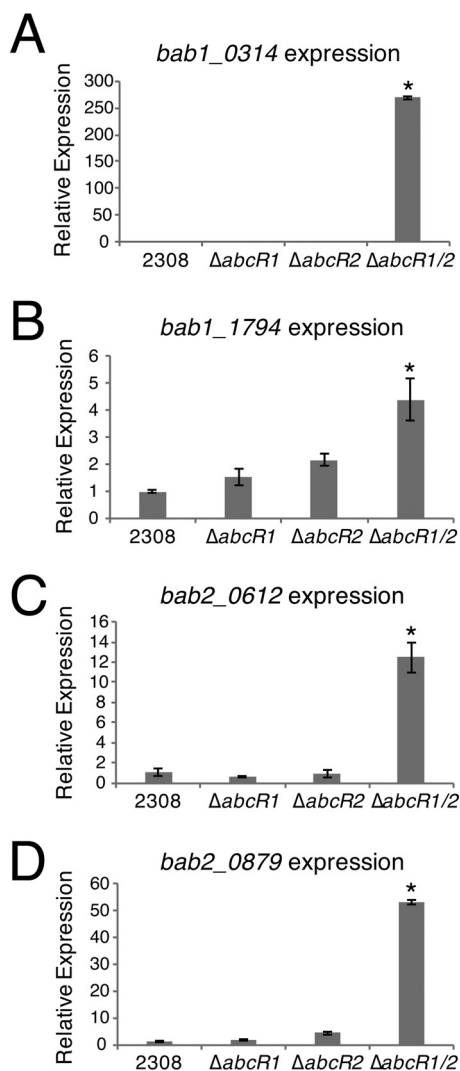 A
bab1_0314 expression
Relative Expression
300
250
200
150
100
50
0
*
2308 ΔabcR1 ΔabcR2 ΔabcR1/2
B
bab1_1794 expression
Relative Expression
6
5
4
3
2
1
0
*
2308 ΔabcR1 ΔabcR2 ΔabcR1/2
C
bab2_0612 expression
Relative Expression
16
14
12
10
8
6
4
2
0
*
2308 ΔabcR1 ΔabcR2 ΔabcR1/2
D
bab2_0879 expression
Relative Expression
60
50
40
30
20
10
0
*
2308 ΔabcR1 ΔabcR2 ΔabcR1/2